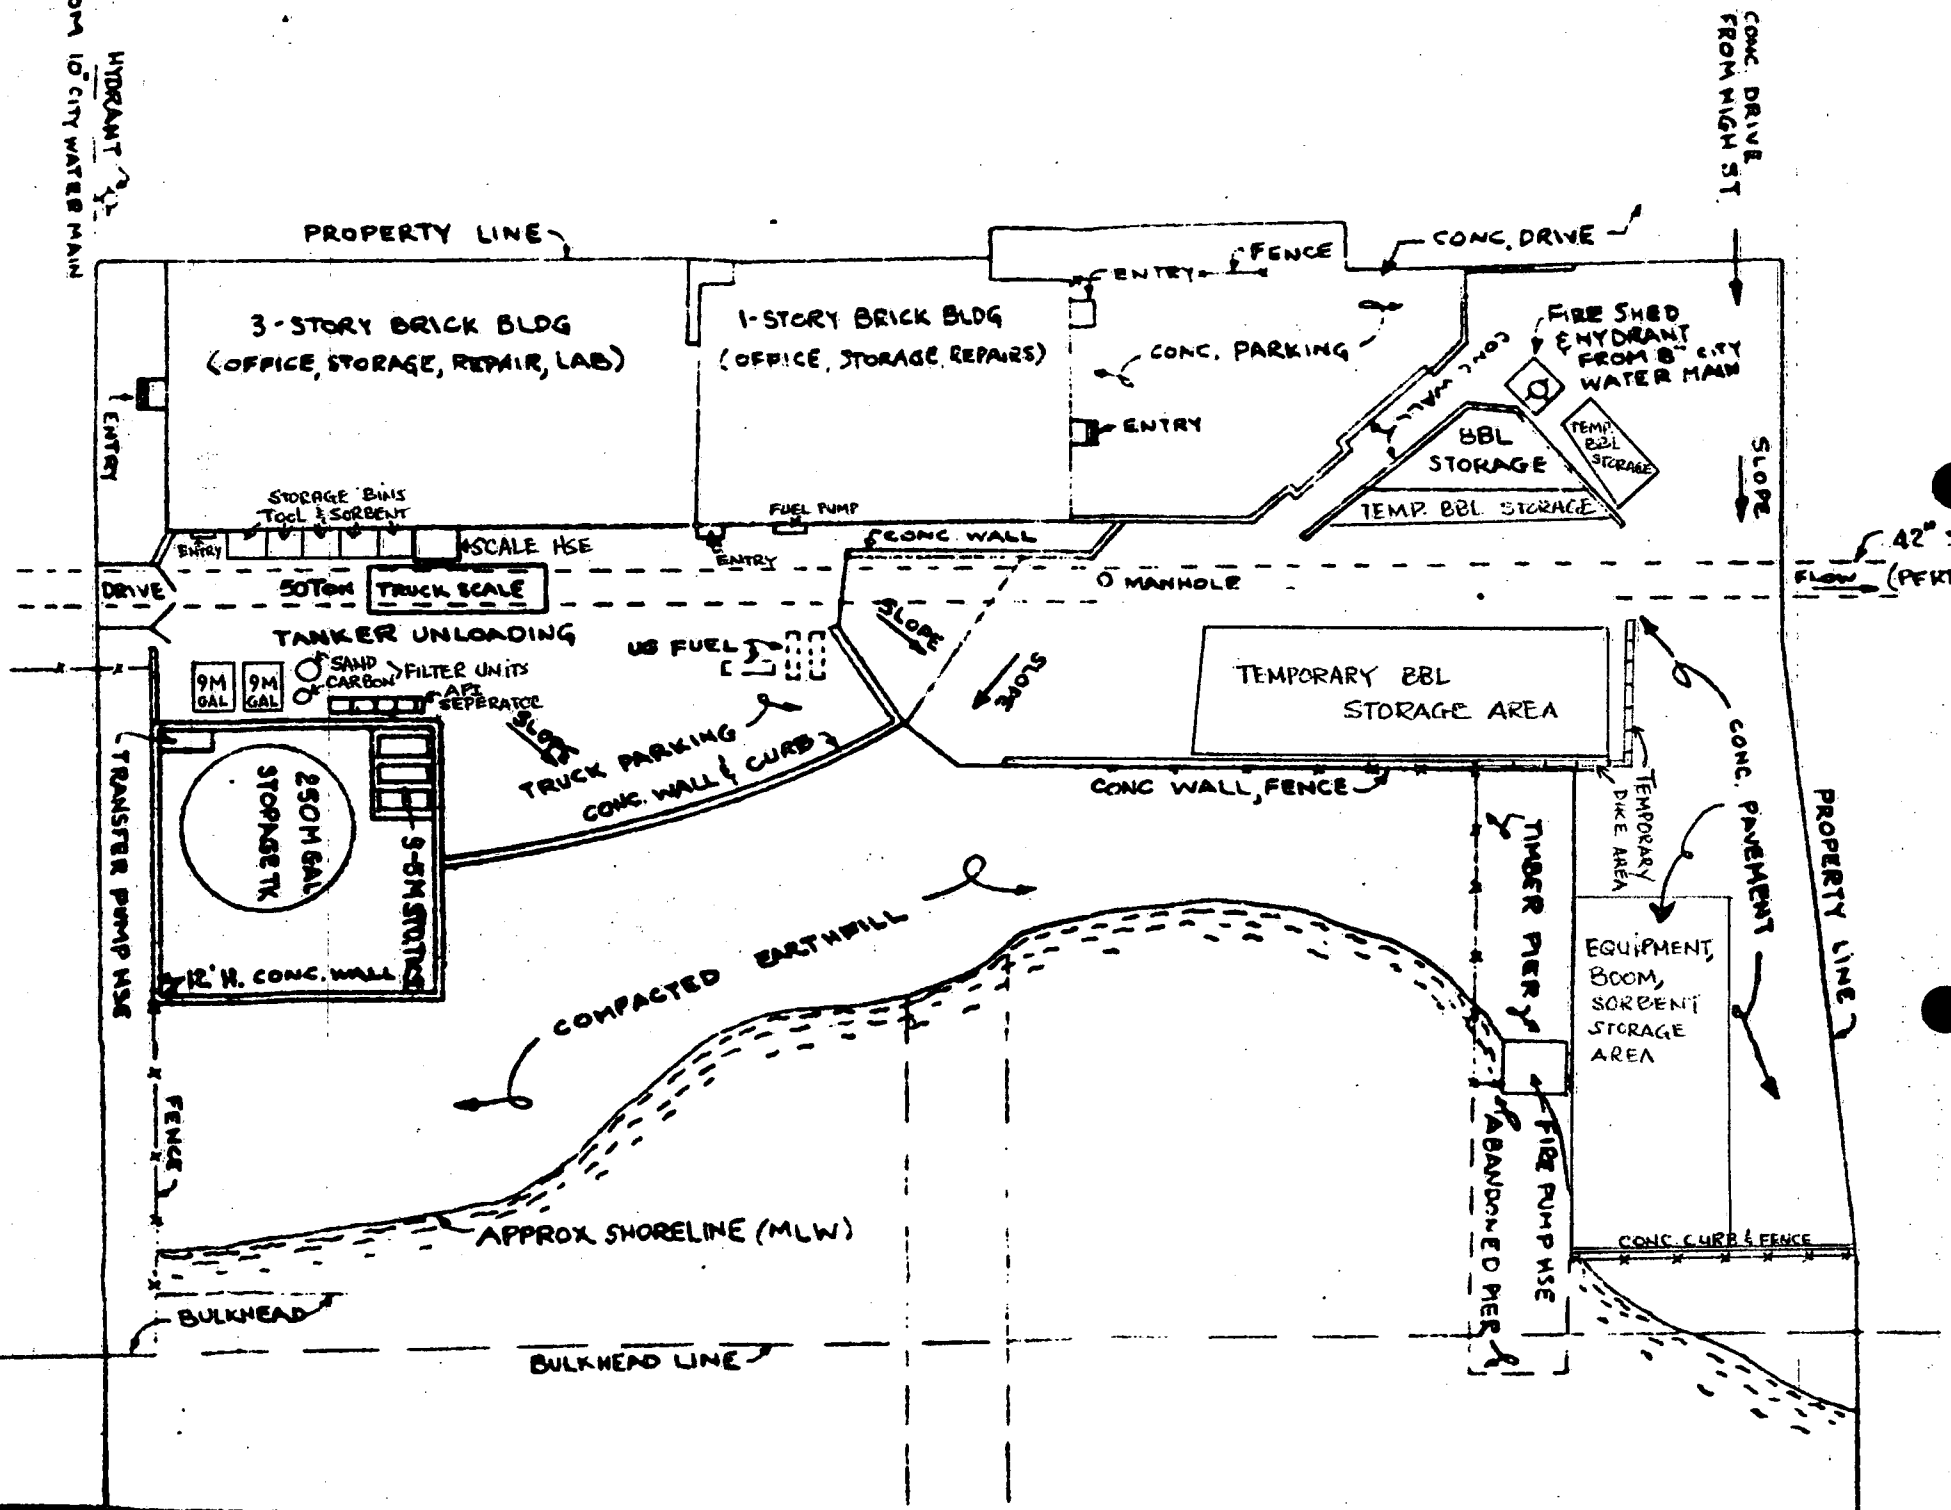 HYDRANT
10" CITY WATER MAIN
CONC. DRIVE
FROM HIGH ST
PROPERTY LINE
FENCE
CONC. DRIVE
ENTRY
3-STORY BRICK BLDG
(OFFICE, STORAGE, REPAIR, LAB)
1-STORY BRICK BLDG
(OFFICE, STORAGE, REPAIRS)
CONC. PARKING
CONC WALL
FIRE SHED
& HYDRANT
FROM 8" CITY
WATER MAIN
ENTRY
ENTRY
BBL
STORAGE
TEMP.
BBL
STORAGE
SLOPE
TEMP. BBL STORAGE
STORAGE BINS
TOOL & SORBENT
FUEL PUMP
ENTRY
SCALE HSE
ENTRY
CONC. WALL
42"
DRIVE
50 TON
TRUCK SCALE
MANHOLE
FLOW
TANKER UNLOADING
UG FUEL
SLOPE
SLOPE
9M
GAL
9M
GAL
SAND
CARBON
FILTER UNITS
API
SEPERATOR
SLOPE
TEMPORARY BBL
STORAGE AREA
TRUCK PARKING
CONC. WALL & CURB
CONC WALL, FENCE
TEMPORARY
DIKE AREA
CONC. PAVEMENT
PROPERTY LINE
TRANSFER PUMP HSE
250M GAL
STORAGE TK
12' H. CONC. WALL
COMPACTED EARTHFILL
TIMBER PIER
EQUIPMENT,
BOOM,
SORBENT
STORAGE
AREA
FENCE
ABANDONED PIER
FIRE PUMP HSE
APPROX SHORELINE (MLW)
CONC. CURB & FENCE
BULKHEAD
BULKHEAD LINE